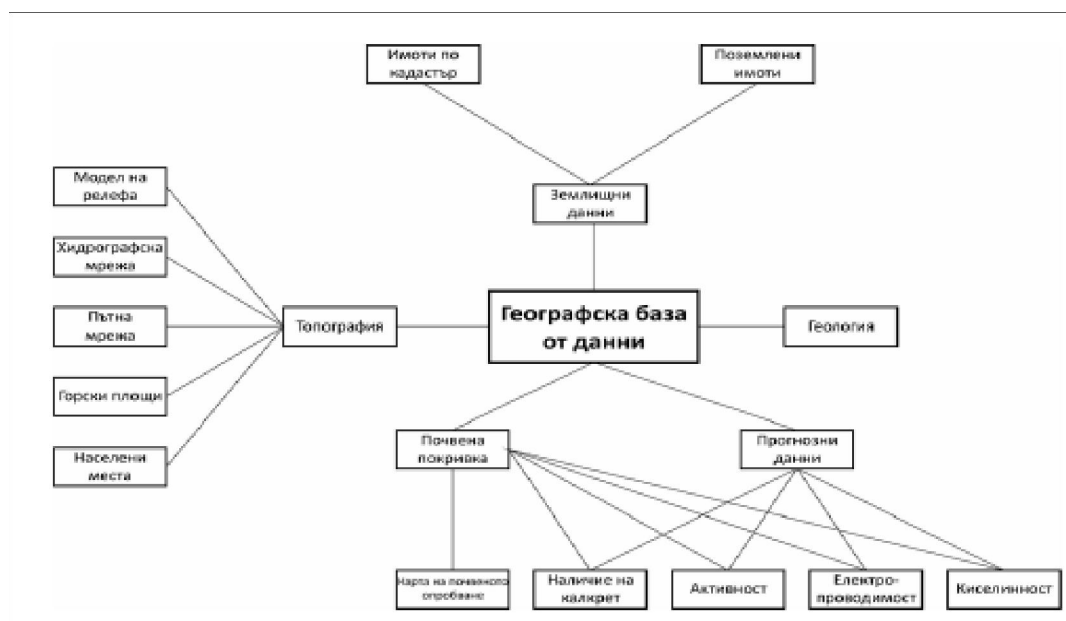 Имоти по
кадастър
Поземлени
имоти
Модел на
релефа
Землищни
данни
Хидрографска
мрежа
Географска база
от данни
Пътна
мрежа
Топография
Геология
Горски площи
Населени
места
Почвена
покривка
Прогнозни
данни
Карта на почвеното
опробване
Наличие на
калкрет
Активност
Електро-
проводимост
Киселинност